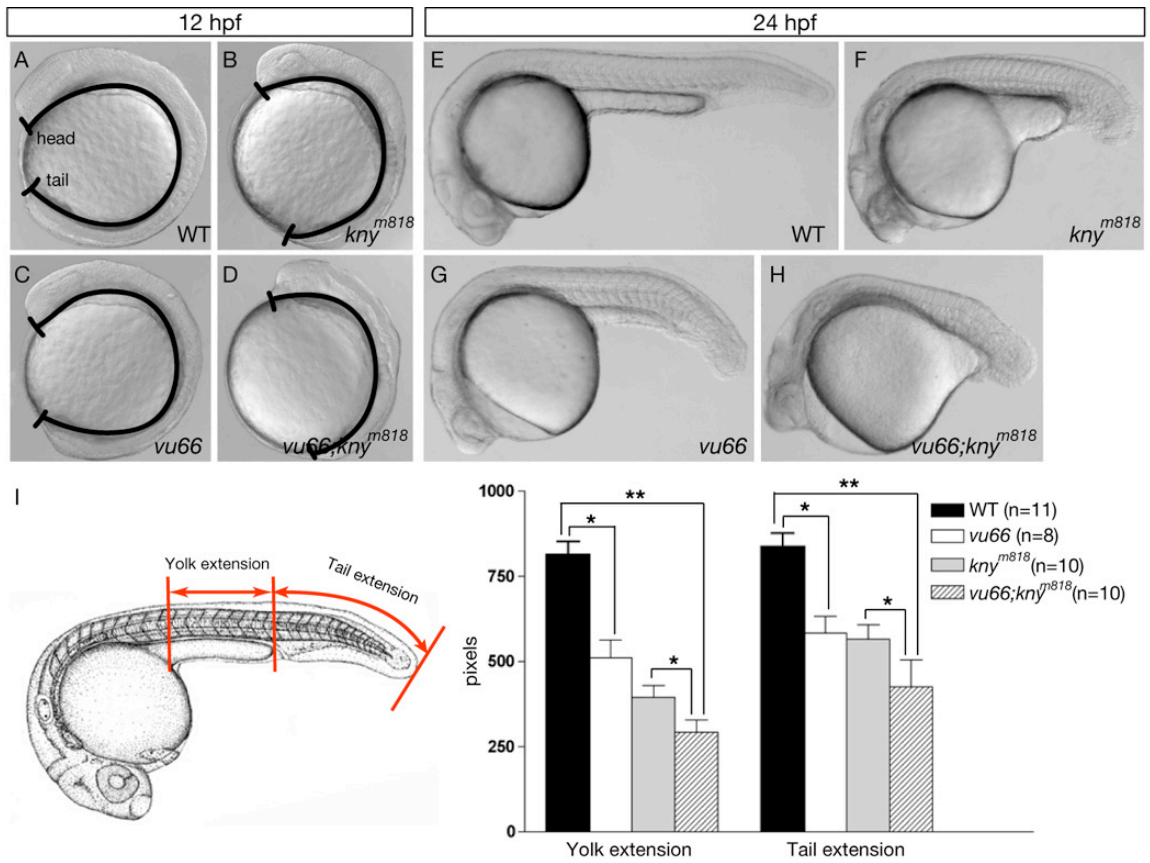 12 hpf
24 hpf
A
head
tail
WT
B
kny^m818
E
WT
F
kny^m818
C
vu66
D
vu66;kny^m818
G
vu66
H
vu66;kny^m818
I
Yolk extension
Tail extension
pixels
1000
750
500
250
0
*
**
*
*
**
*
Yolk extension
Tail extension
WT (n=11)
vu66 (n=8)
kny^m818(n=10)
vu66;kny^m818(n=10)